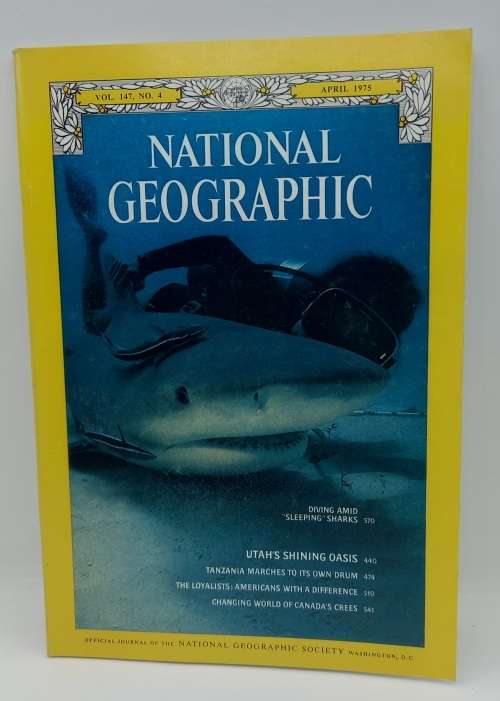 VOL. 147, NO. 4
APRIL 1975
NATIONAL
GEOGRAPHIC
DIVING AMID
"SLEEPING" SHARKS 570
UTAH'S SHINING OASIS 440
TANZANIA MARCHES TO ITS OWN DRUM 474
THE LOYALISTS: AMERICANS WITH A DIFFERENCE 510
CHANGING WORLD OF CANADA'S CREES 541
OFFICIAL JOURNAL OF THE NATIONAL GEOGRAPHIC SOCIETY WASHINGTON, D.C.